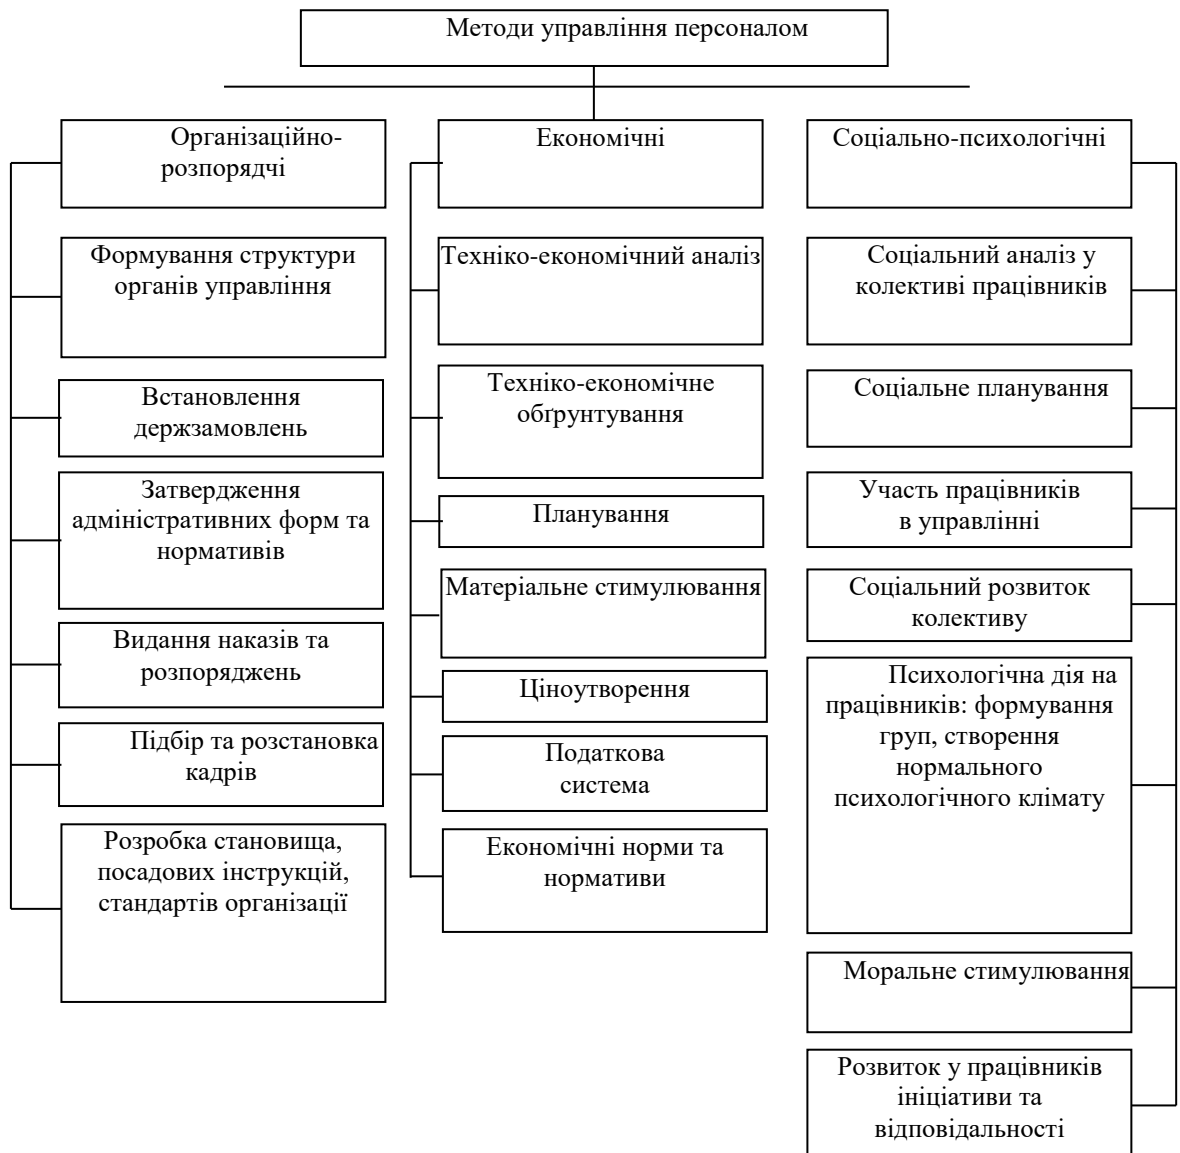 Методи управління персоналом
Організаційно-
розпорядчі
Формування структури
органів управління
Встановлення
держзамовлень
Затвердження
адміністративних форм та
нормативів
Видання наказів та
розпоряджень
Підбір та розстановка
кадрів
Розробка становища,
посадових інструкцій,
стандартів організації
Економічні
Техніко-економічний аналіз
Техніко-економічне
обґрунтування
Планування
Матеріальне стимулювання
Ціноутворення
Податкова
система
Економічні норми та
нормативи
Соціально-психологічні
Соціальний аналіз у
колективі працівників
Соціальне планування
Участь працівників
в управлінні
Соціальний розвиток
колективу
Психологічна дія на
працівників: формування
груп, створення
нормального
психологічного клімату
Моральне стимулювання
Розвиток у працівників
ініціативи та
відповідальності